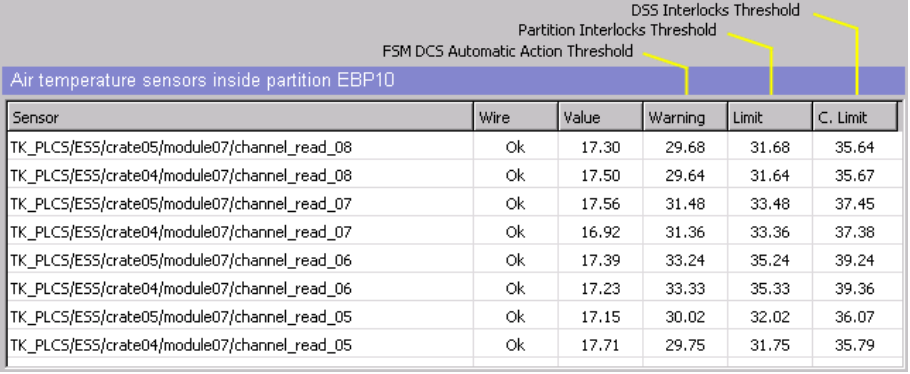 DSS Interlocks Threshold
Partition Interlocks Threshold
FSM DCS Automatic Action Threshold
Air temperature sensors inside partition EBP10
Sensor Wire Value Warning Limit C. Limit
TK_PLCS/ESS/crate05/module07/channel_read_08 Ok 17.30 29.68 31.68 35.64
TK_PLCS/ESS/crate04/module07/channel_read_08 Ok 17.50 29.64 31.64 35.67
TK_PLCS/ESS/crate05/module07/channel_read_07 Ok 17.56 31.48 33.48 37.45
TK_PLCS/ESS/crate04/module07/channel_read_07 Ok 16.92 31.36 33.36 37.38
TK_PLCS/ESS/crate05/module07/channel_read_06 Ok 17.39 33.24 35.24 39.24
TK_PLCS/ESS/crate04/module07/channel_read_06 Ok 17.23 33.33 35.33 39.36
TK_PLCS/ESS/crate05/module07/channel_read_05 Ok 17.15 30.02 32.02 36.07
TK_PLCS/ESS/crate04/module07/channel_read_05 Ok 17.71 29.75 31.75 35.79